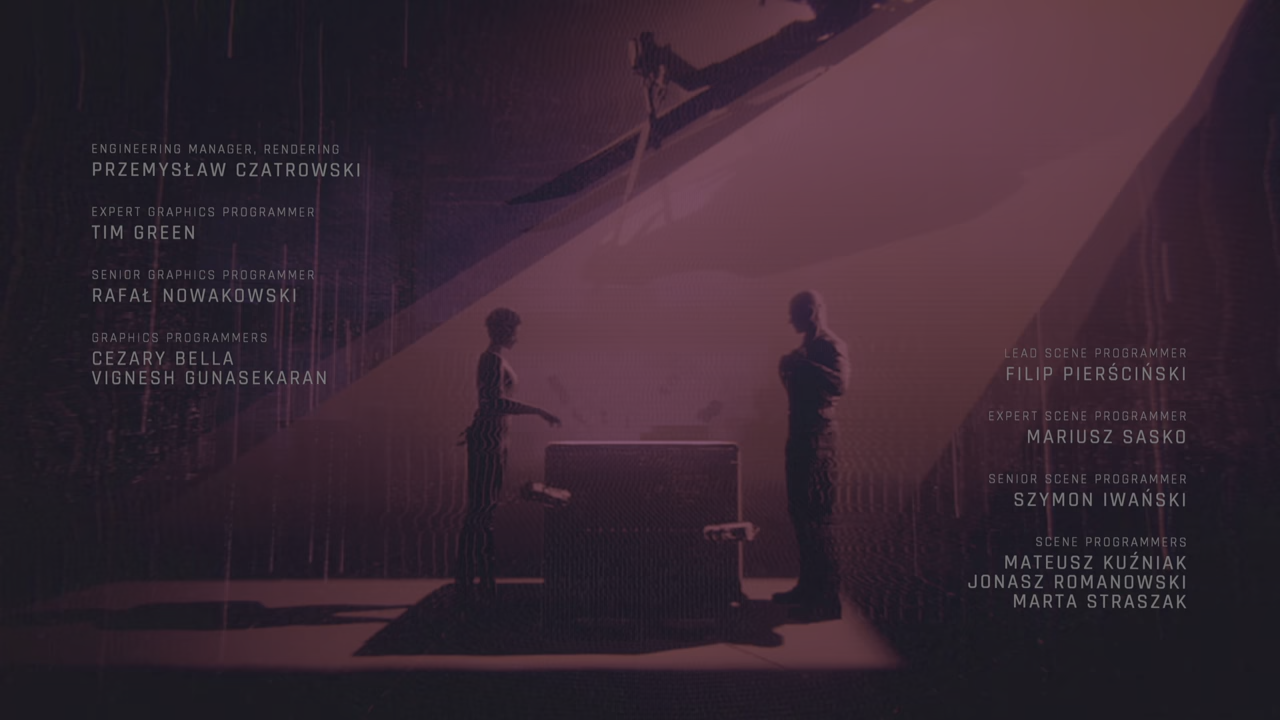 ENGINEERING MANAGER, RENDERING
PRZEMYSŁAW CZATROWSKI
EXPERT GRAPHICS PROGRAMMER
TIM GREEN
SENIOR GRAPHICS PROGRAMMER
RAFAŁ NOWAKOWSKI
GRAPHICS PROGRAMMERS
CEZARY BELLA
VIGNESH GUNASEKARAN
LEAD SCENE PROGRAMMER
FILIP PIERŚCIŃSKI
EXPERT SCENE PROGRAMMER
MARIUSZ SASKO
SENIOR SCENE PROGRAMMER
SZYMON IWAŃSKI
SCENE PROGRAMMERS
MATEUSZ KUŹNIAK
JONASZ ROMANOWSKI
MARTA STRASZAK